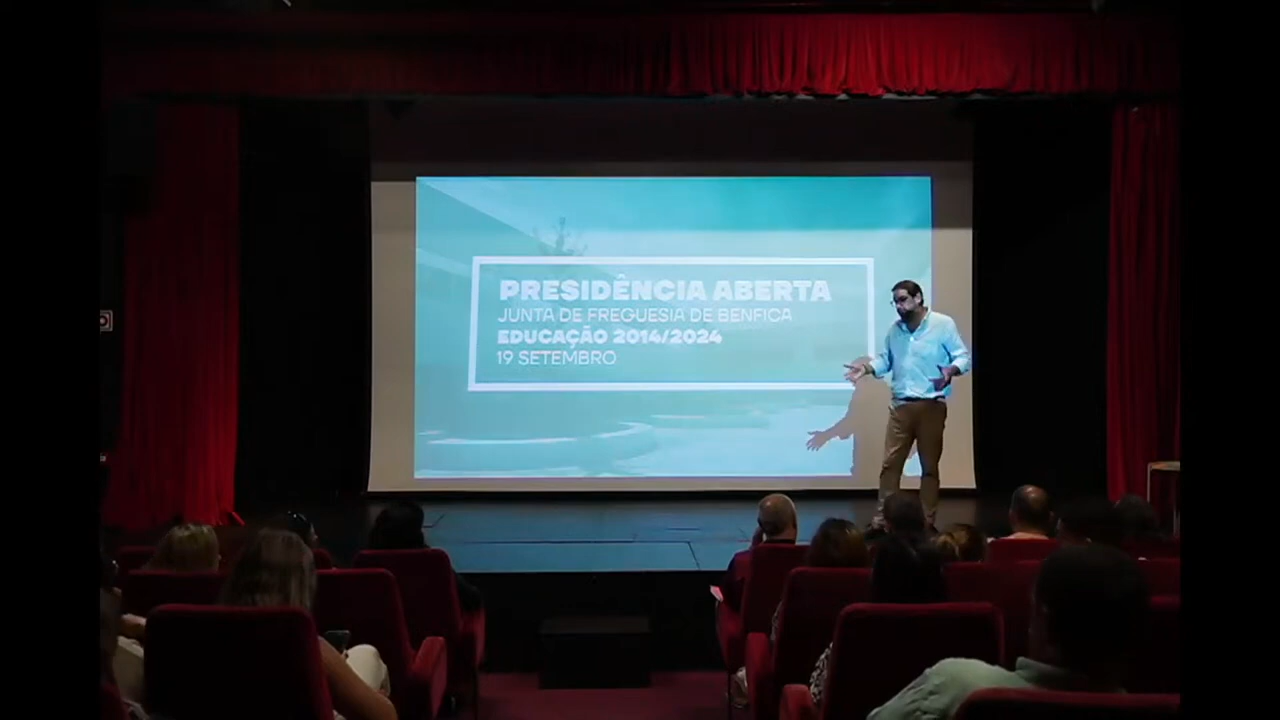 PRESIDÊNCIA ABERTA
JUNTA DE FREGUESIA DE BENFICA
EDUCAÇÃO 2014/2024
19 SETEMBRO